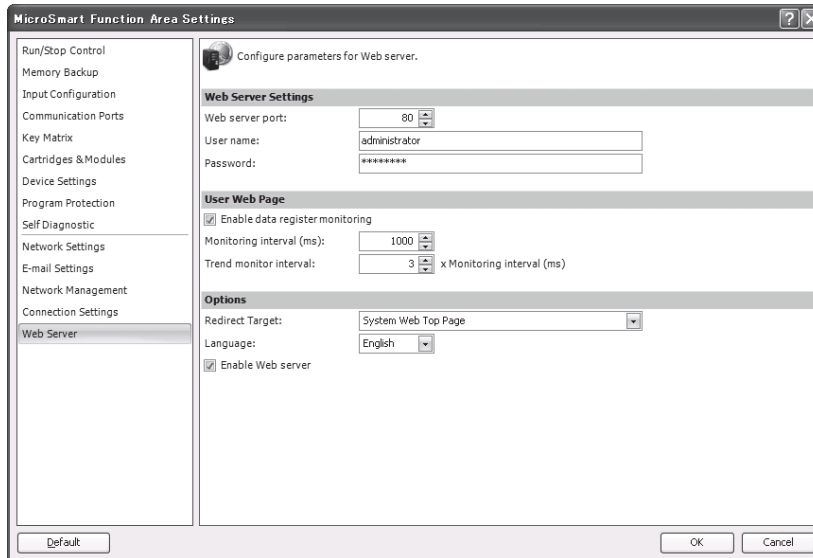 MicroSmart Function Area Settings
?
X
Run/Stop Control
Memory Backup
Input Configuration
Communication Ports
Key Matrix
Cartridges & Modules
Device Settings
Program Protection
Self Diagnostic
Network Settings
E-mail Settings
Network Management
Connection Settings
Web Server
Configure parameters for Web server.
Web Server Settings
Web server port: 80
User name: administrator
Password: ********
User Web Page
Enable data register monitoring
Monitoring interval (ms): 1000
Trend monitor interval: 3 x Monitoring interval (ms)
Options
Redirect Target: System Web Top Page
Language: English
Enable Web server
Default
OK
Cancel